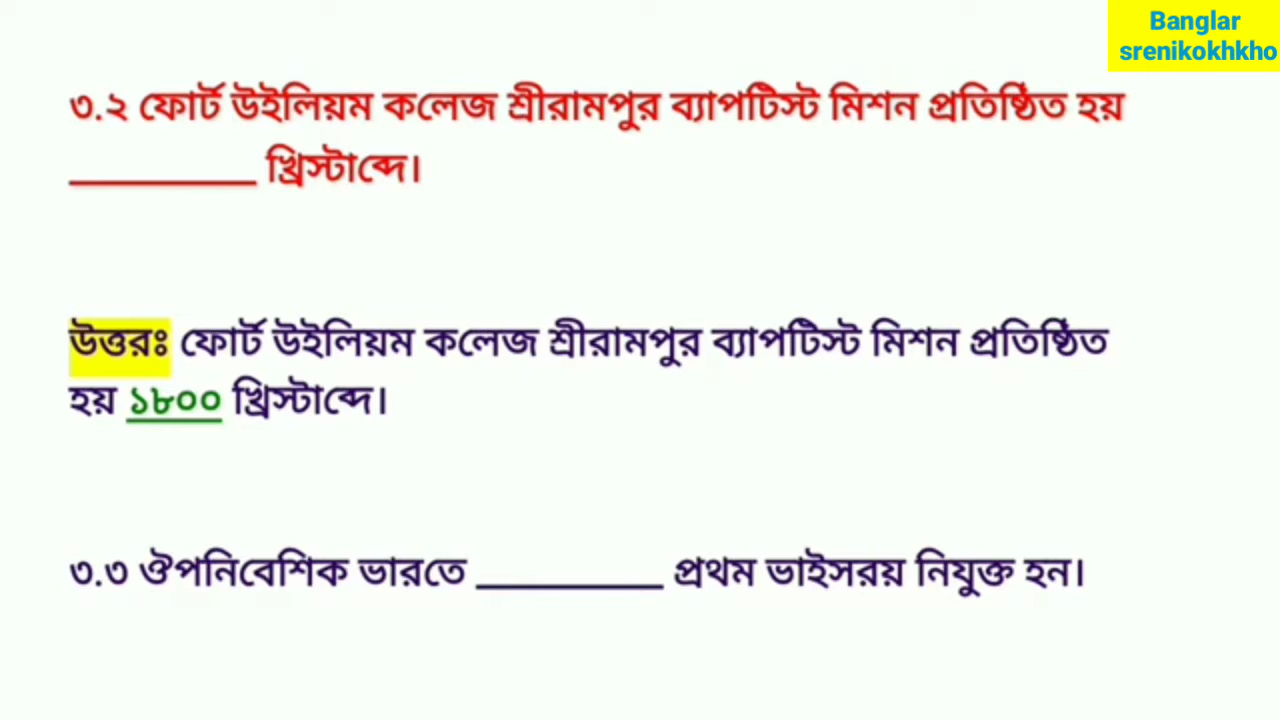 Banglar
srenikokhkho
৩.২ ফোর্ট উইলিয়ম কলেজ শ্রীরামপুর ব্যাপটিস্ট মিশন প্রতিষ্ঠিত হয়
__________ খ্রিস্টাব্দে।
উত্তরঃ ফোর্ট উইলিয়ম কলেজ শ্রীরামপুর ব্যাপটিস্ট মিশন প্রতিষ্ঠিত
হয় ১৮০০ খ্রিস্টাব্দে।
৩.৩ ঔপনিবেশিক ভারতে __________ প্রথম ভাইসরয় নিযুক্ত হন।